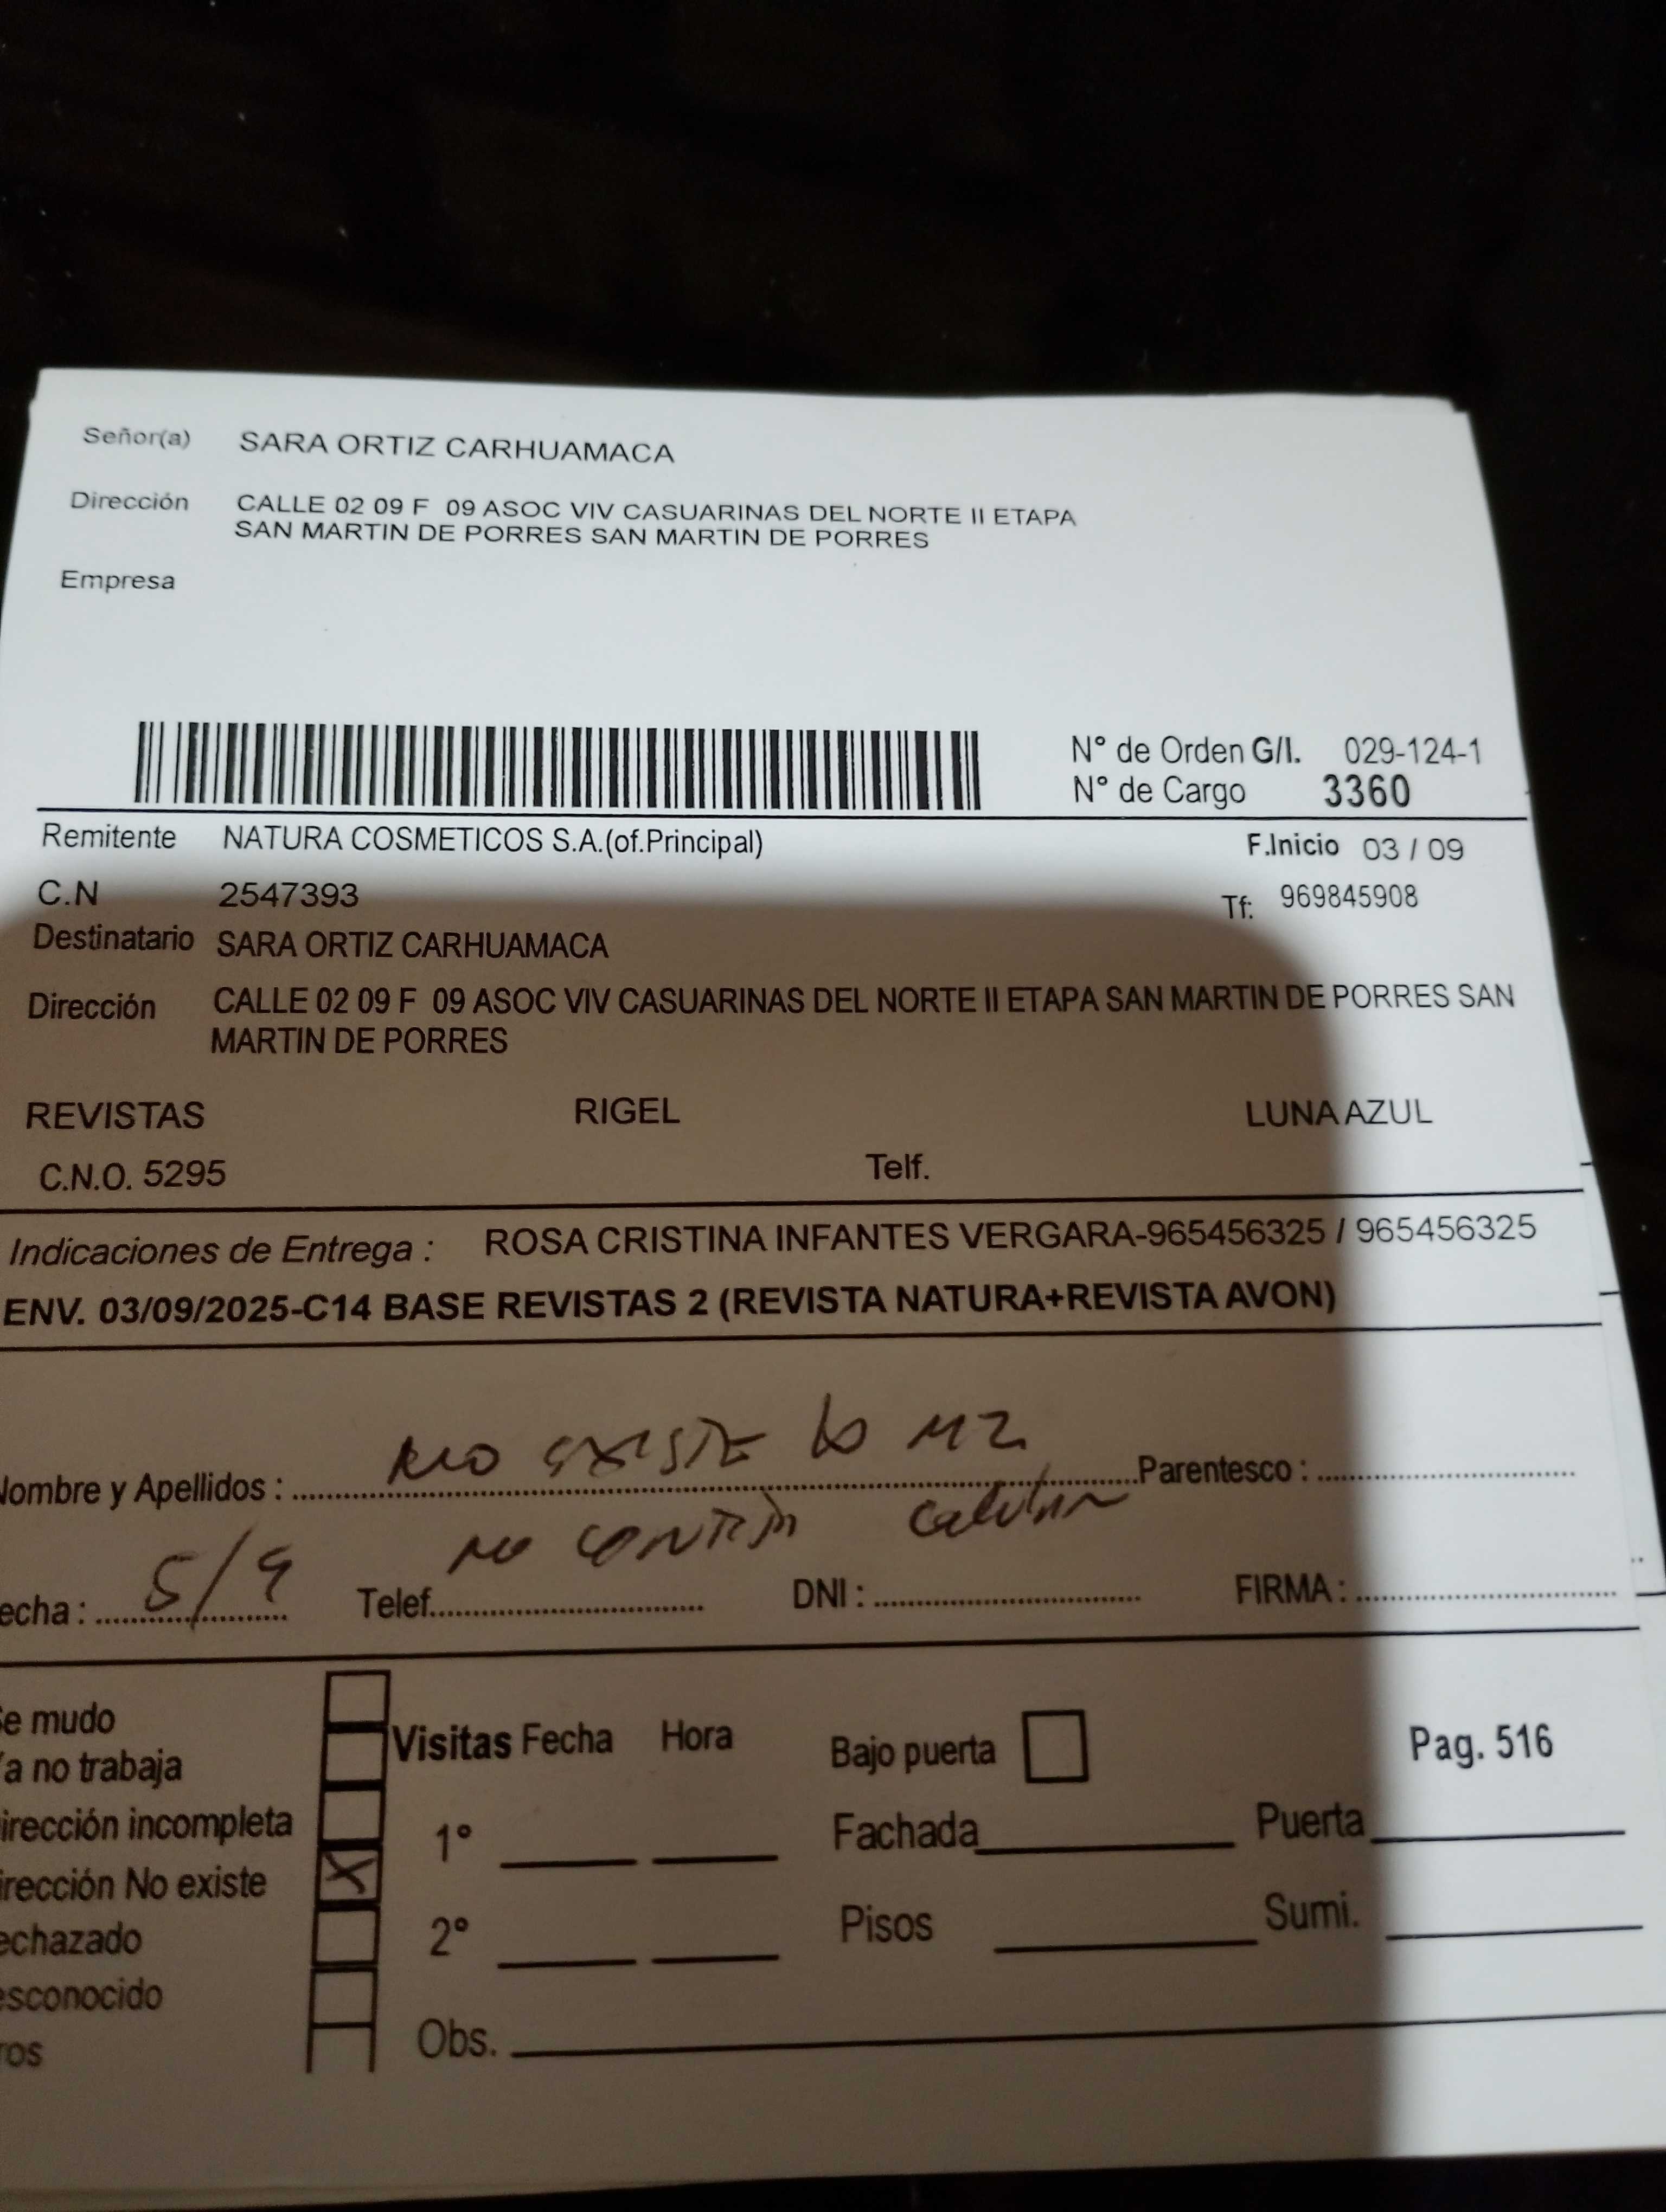 Señor(a) SARA ORTIZ CARHUAMACA
Dirección CALLE 02 09 F 09 ASOC VIV CASUARINAS DEL NORTE II ETAPA
SAN MARTIN DE PORRES SAN MARTIN DE PORRES
Empresa
N° de Orden G/I. 029-124-1
N° de Cargo 3360
Remitente NATURA COSMETICOS S.A.(of.Principal) F.Inicio 03 / 09
C.N 2547393 Tf: 969845908
Destinatario SARA ORTIZ CARHUAMACA
Dirección CALLE 02 09 F 09 ASOC VIV CASUARINAS DEL NORTE II ETAPA SAN MARTIN DE PORRES SAN
MARTIN DE PORRES
REVISTAS RIGEL LUNA AZUL
C.N.O. 5295 Telf.
Indicaciones de Entrega : ROSA CRISTINA INFANTES VERGARA-965456325 / 965456325
ENV. 03/09/2025-C14 BASE REVISTAS 2 (REVISTA NATURA+REVISTA AVON)
No existe la MZ
Nombre y Apellidos : Parentesco :
no contesta celular
echa : 5/9 Telef. DNI : FIRMA :
Se mudo
Ya no trabaja Visitas Fecha Hora Bajo puerta Pag. 516
irección incompleta 1° Fachada Puerta
irección No existe X
echazado 2° Pisos Sumi.
esconocido
ros Obs.